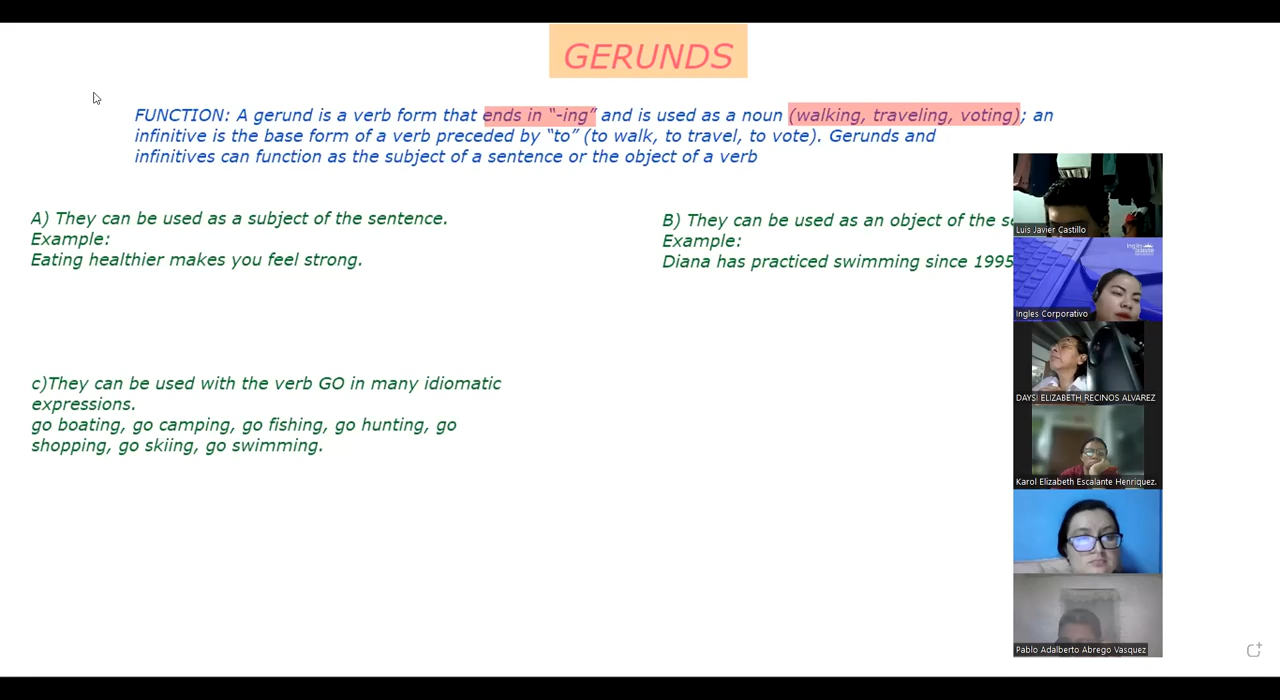 GERUNDS
FUNCTION: A gerund is a verb form that ends in “-ing” and is used as a noun (walking, traveling, voting); an
infinitive is the base form of a verb preceded by “to” (to walk, to travel, to vote). Gerunds and
infinitives can function as the subject of a sentence or the object of a verb
A) They can be used as a subject of the sentence.
Example:
Eating healthier makes you feel strong.
B) They can be used as an object of the se
Example:
Diana has practiced swimming since 1995
c)They can be used with the verb GO in many idiomatic
expressions.
go boating, go camping, go fishing, go hunting, go
shopping, go skiing, go swimming.
Luis Javier Castillo
Ingles Corporativo
DAYSI ELIZABETH RECINOS ALVAREZ
Karol Elizabeth Escalante Henriquez.
Pablo Adalberto Abrego Vasquez